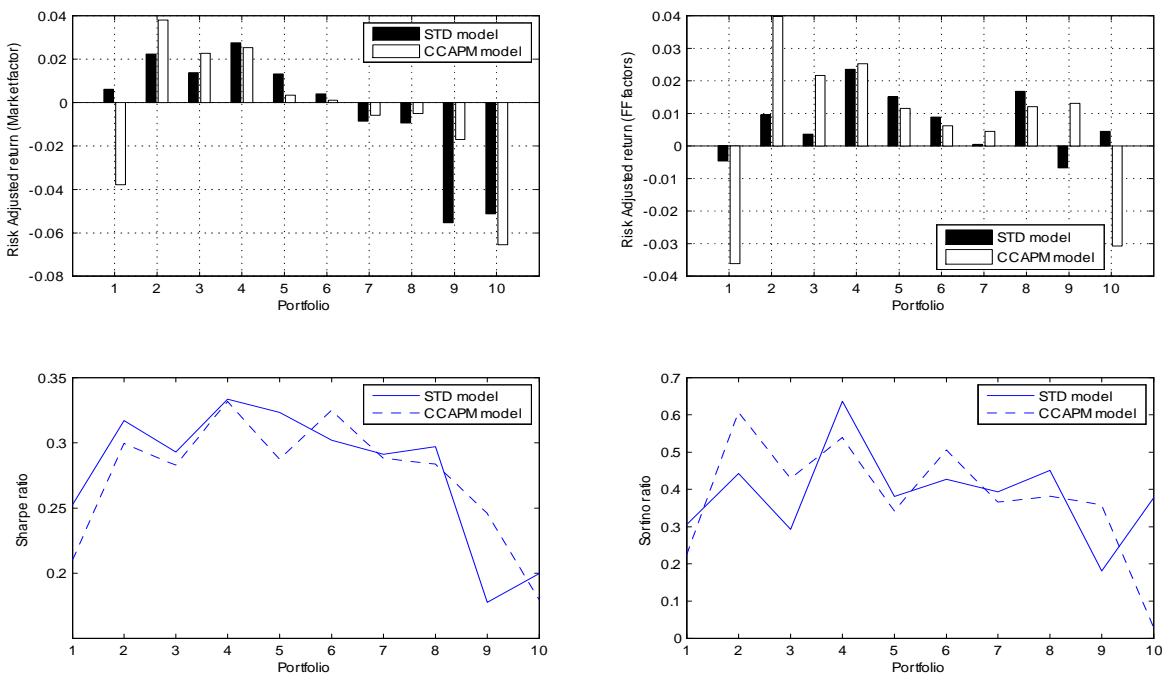 Risk Adjusted return (Market factor)
0.04
0.02
0
-0.02
-0.04
-0.06
-0.08
STD model
CCAPM model
1 2 3 4 5 6 7 8 9 10
Portfolio
Risk Adjusted return (FF factors)
0.04
0.03
0.02
0.01
0
-0.01
-0.02
-0.03
-0.04
STD model
CCAPM model
1 2 3 4 5 6 7 8 9 10
Portfolio
Sharpe ratio
0.35
0.3
0.25
0.2
STD model
CCAPM model
1 2 3 4 5 6 7 8 9 10
Portfolio
Sortino ratio
0.7
0.6
0.5
0.4
0.3
0.2
0.1
0
STD model
CCAPM model
1 2 3 4 5 6 7 8 9 10
Portfolio